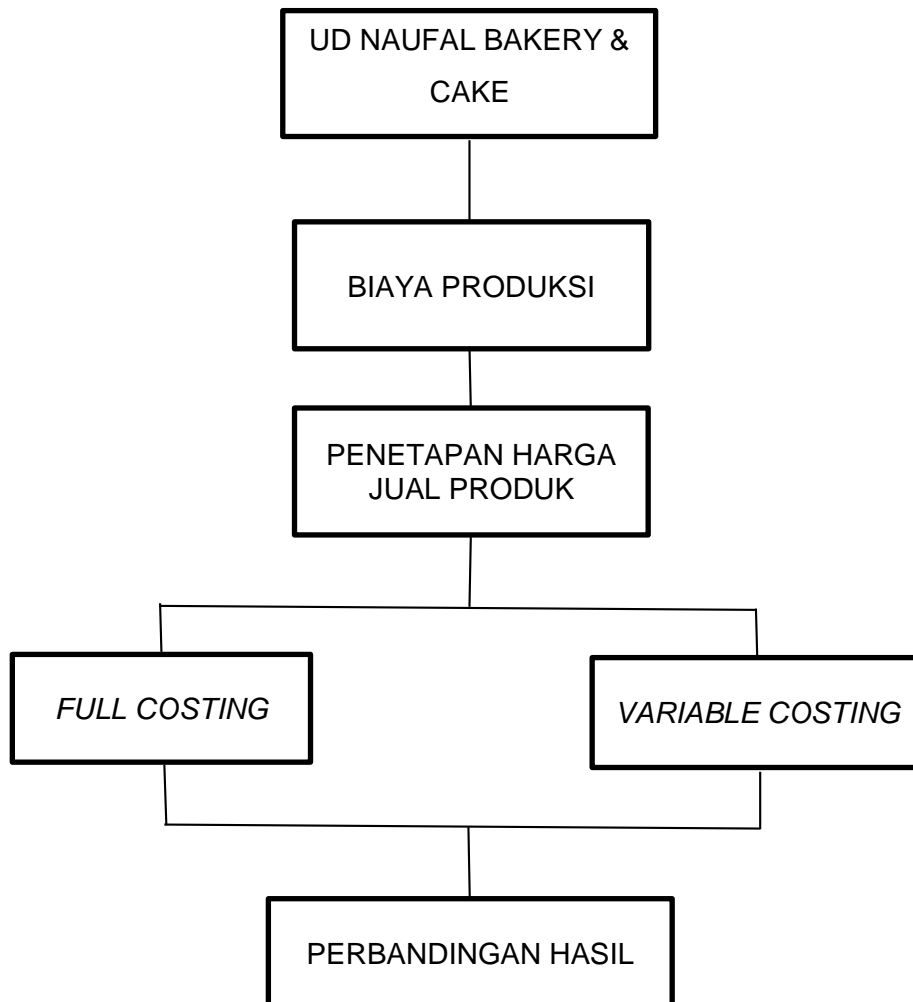 UD NAUFAL BAKERY &
CAKE
BIAYA PRODUKSI
PENETAPAN HARGA
JUAL PRODUK
FULL COSTING
VARIABLE COSTING
PERBANDINGAN HASIL